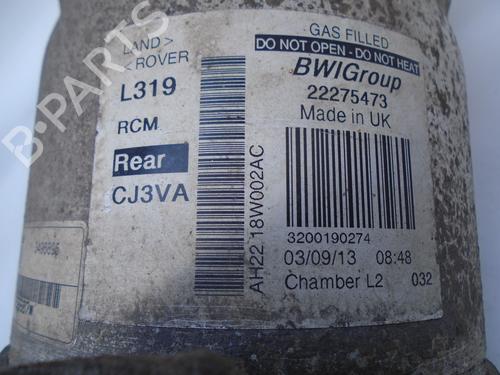 LAND >
< ROVER
L319
RCM
Rear
CJ3VA
AH22 18W002AC
GAS FILLED
DO NOT OPEN - DO NOT HEAT
BWIGroup
22275473
Made in UK
3200190274
03/09/13 08:48
Chamber L2 032
B-PARTS